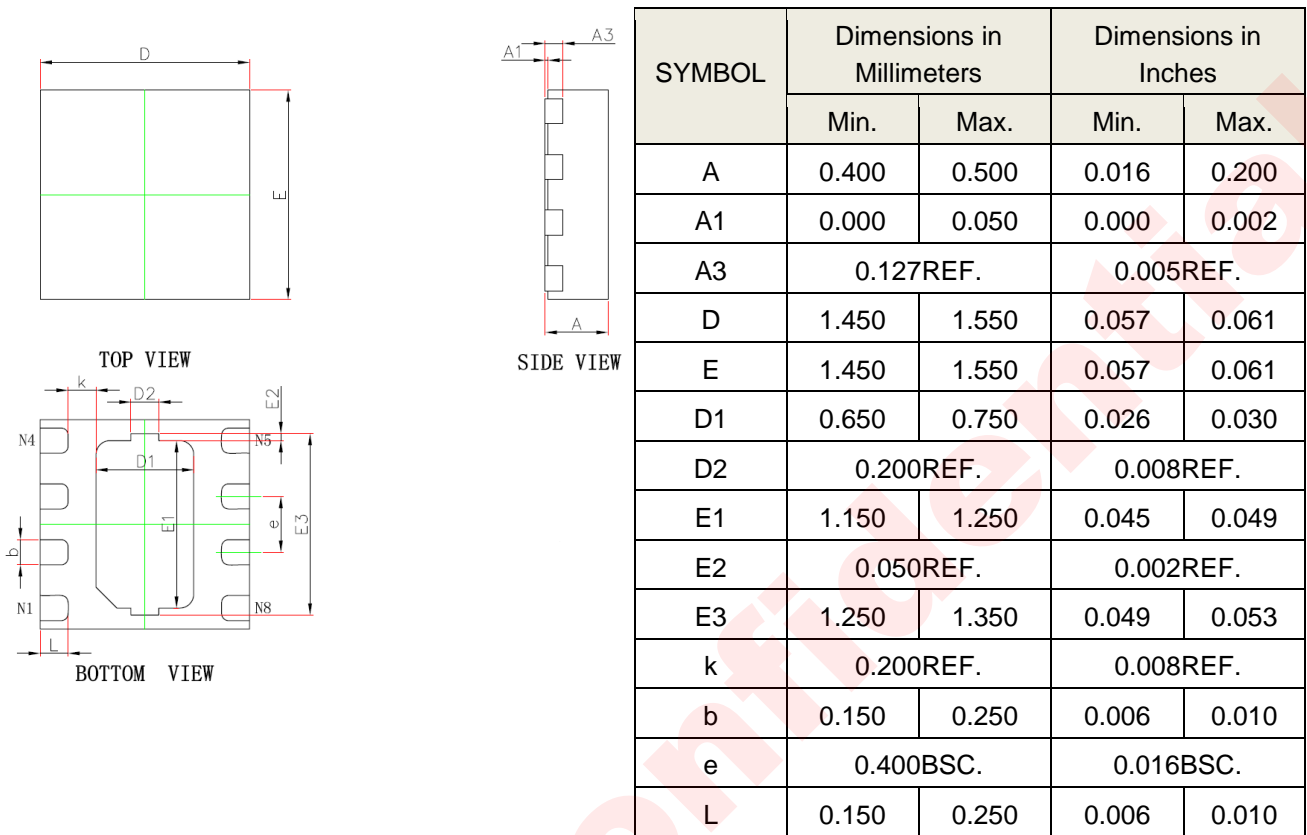 D
E
TOP VIEW
A1
A3
A
SIDE VIEW
k
D2
E2
N4
N5
D1
E1
e
E3
b
N1
N8
L
BOTTOM VIEW
SYMBOL Dimensions in Millimeters Dimensions in Inches
Min. Max. Min. Max.
A 0.400 0.500 0.016 0.200
A1 0.000 0.050 0.000 0.002
A3 0.127REF. 0.005REF.
D 1.450 1.550 0.057 0.061
E 1.450 1.550 0.057 0.061
D1 0.650 0.750 0.026 0.030
D2 0.200REF. 0.008REF.
E1 1.150 1.250 0.045 0.049
E2 0.050REF. 0.002REF.
E3 1.250 1.350 0.049 0.053
k 0.200REF. 0.008REF.
b 0.150 0.250 0.006 0.010
e 0.400BSC. 0.016BSC.
L 0.150 0.250 0.006 0.010
onfidential